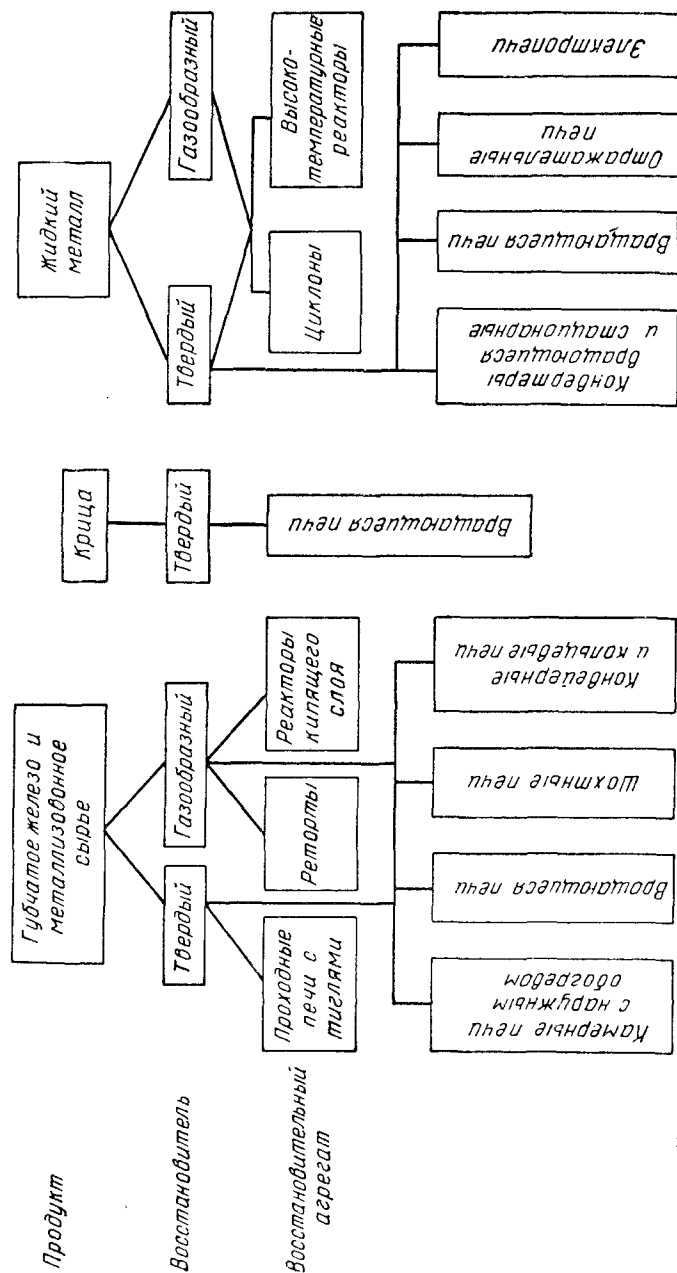 Продукт
Губчатое железо и
металлизованное
сырье
Крица
Жидкий
металл
Восстановитель
Твердый
Газообразный
Твердый
Твердый
Газообразный
Восстановительный
агрегат
Проходные
печи с
тиглями
Реторты
Реакторы
кипящего
слоя
Вращающиеся печи
Циклоны
Высоко-
температурные
реакторы
Камерные печи
с наружным
обогревом
Вращающиеся печи
Шахтные печи
Конвейерные
и кольцевые печи
Конвертеры
вращающиеся
и стационарные
Вращающиеся печи
Отражательные
печи
Электропечи